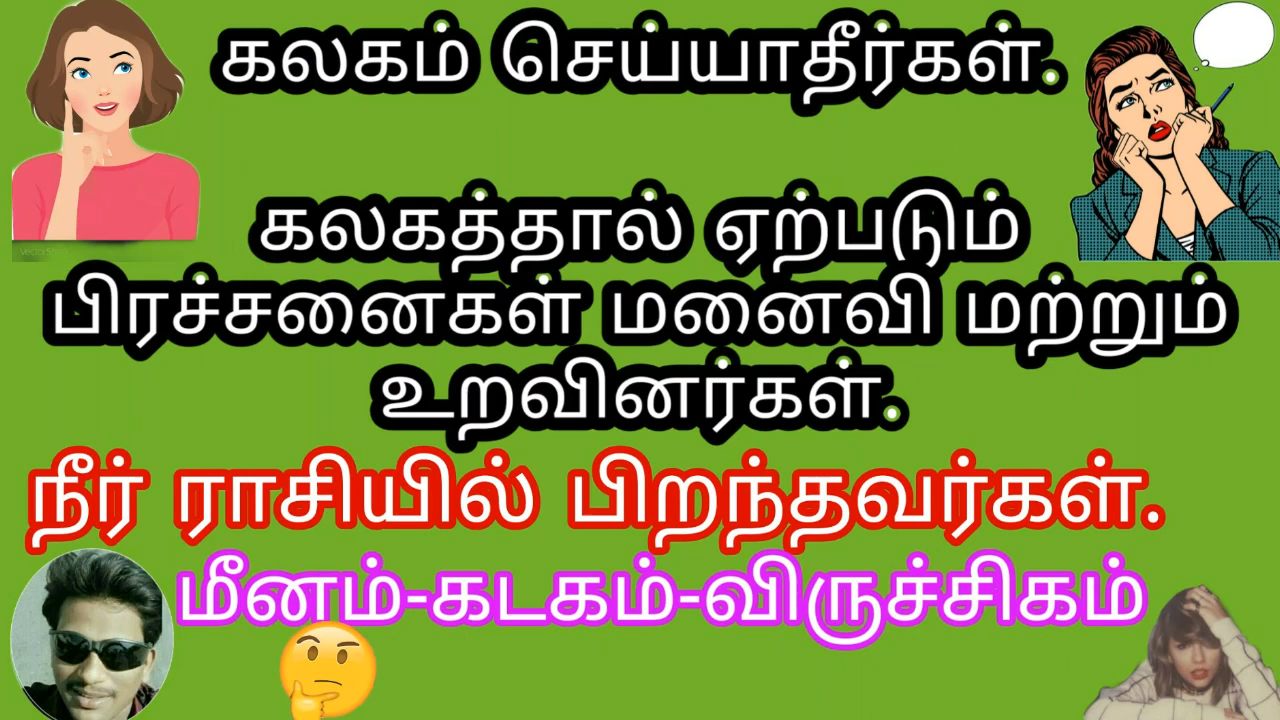 கலகம் செய்யாதீர்கள்.
கலகத்தால் ஏற்படும்
பிரச்சனைகள் மனைவி மற்றும்
உறவினர்கள்.
நீர் ராசியில் பிறந்தவர்கள்.
மீனம்-கடகம்-விருச்சிகம்